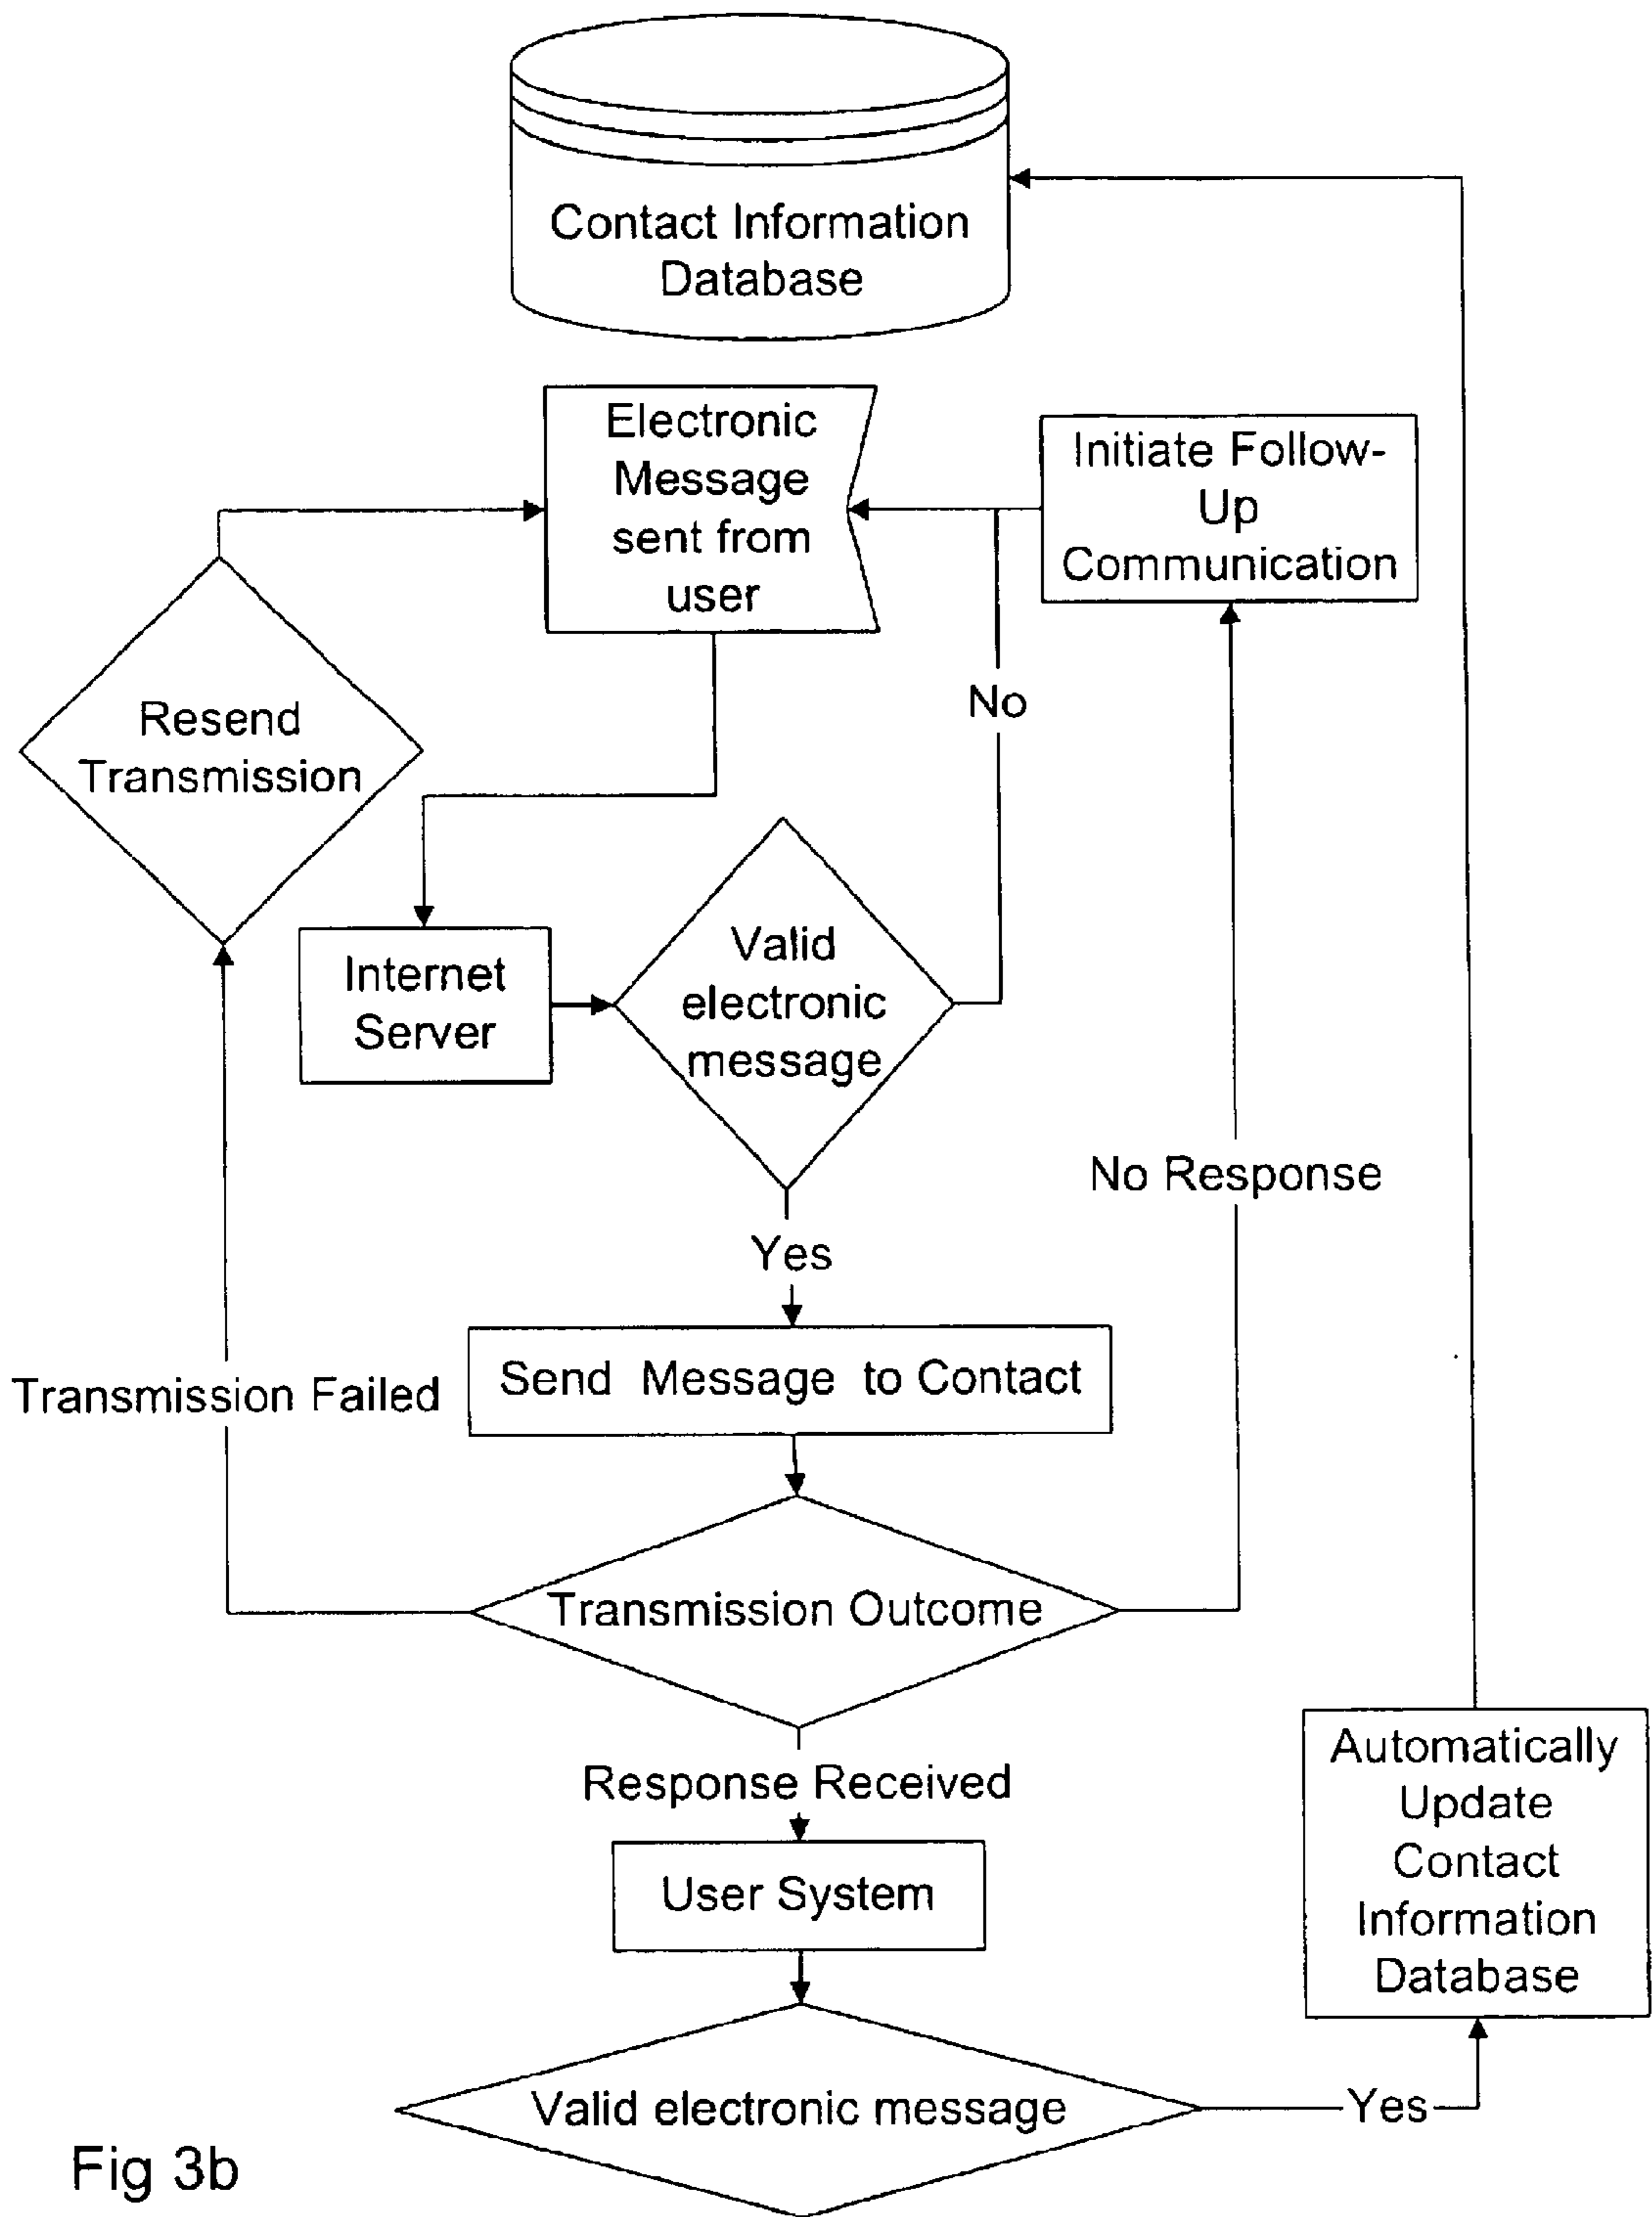 Contact Information
Database
Electronic
Message
sent from
user
Initiate Follow-
Up
Communication
Resend
Transmission
No
Internet
Server
Valid
electronic
message
No Response
Yes
Send Message to Contact
Transmission Failed
Transmission Outcome
Response Received
User System
Automatically
Update
Contact
Information
Database
Valid electronic message
Yes
Fig 3b